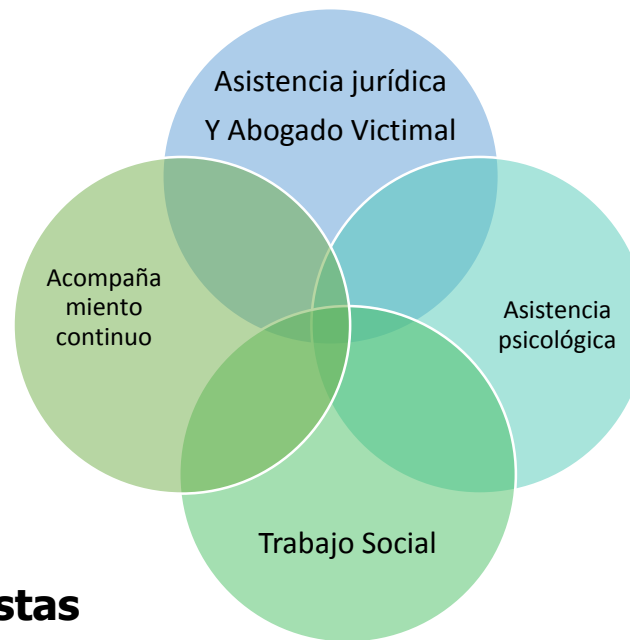 Asistencia jurídica
Y Abogado Victimal
Acompaña
miento
continuo
Asistencia
psicológica
Trabajo Social
stas